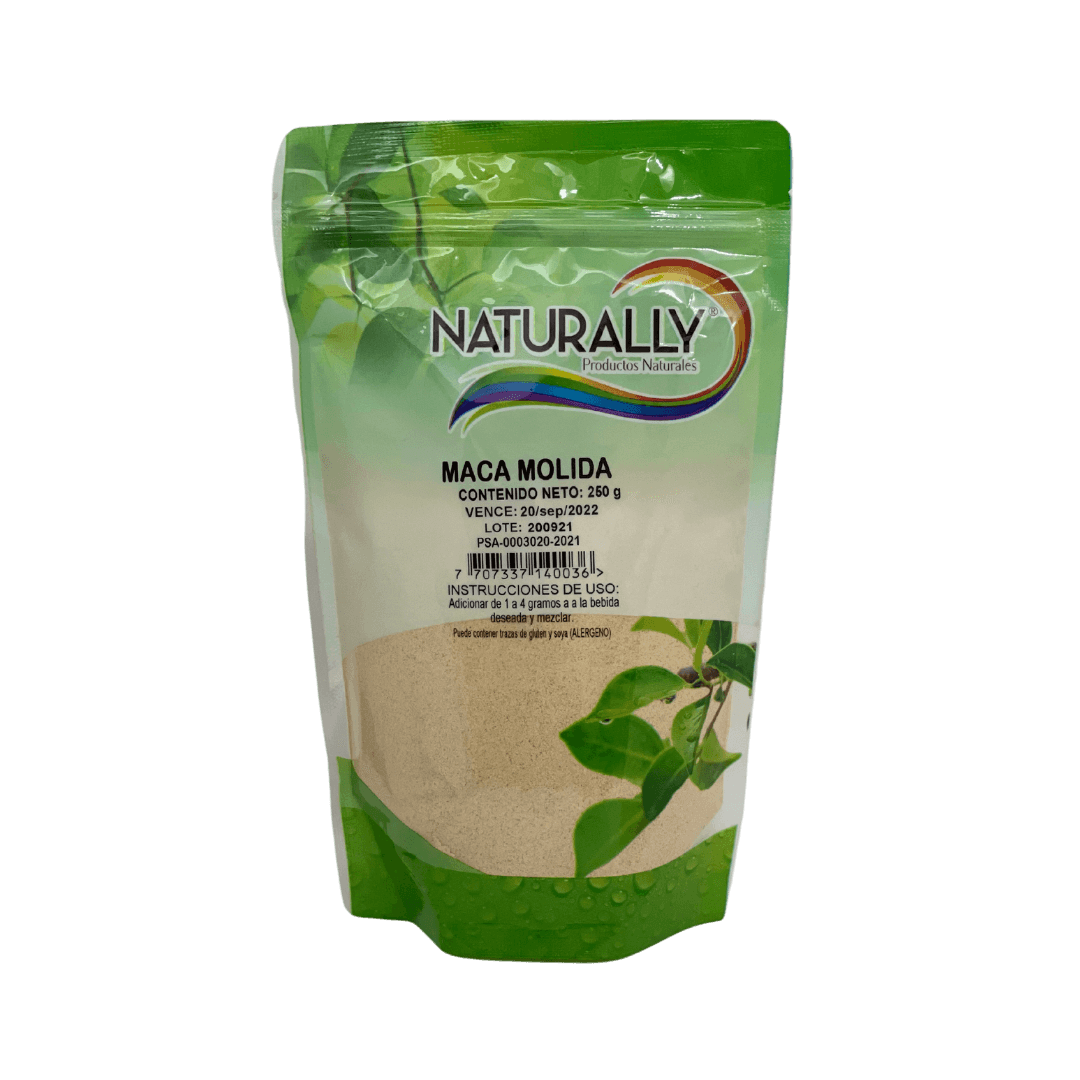 NATURALLY®
Productos Naturales
MACA MOLIDA
CONTENIDO NETO: 250 g
VENCE: 20/sep/2022
LOTE: 200921
PSA-0003020-2021
7 707337 140036 >
INSTRUCCIONES DE USO:
Adicionar de 1 a 4 gramos a a la bebida
deseada y mezclar.
Puede contener trazas de gluten y soya (ALERGENO)